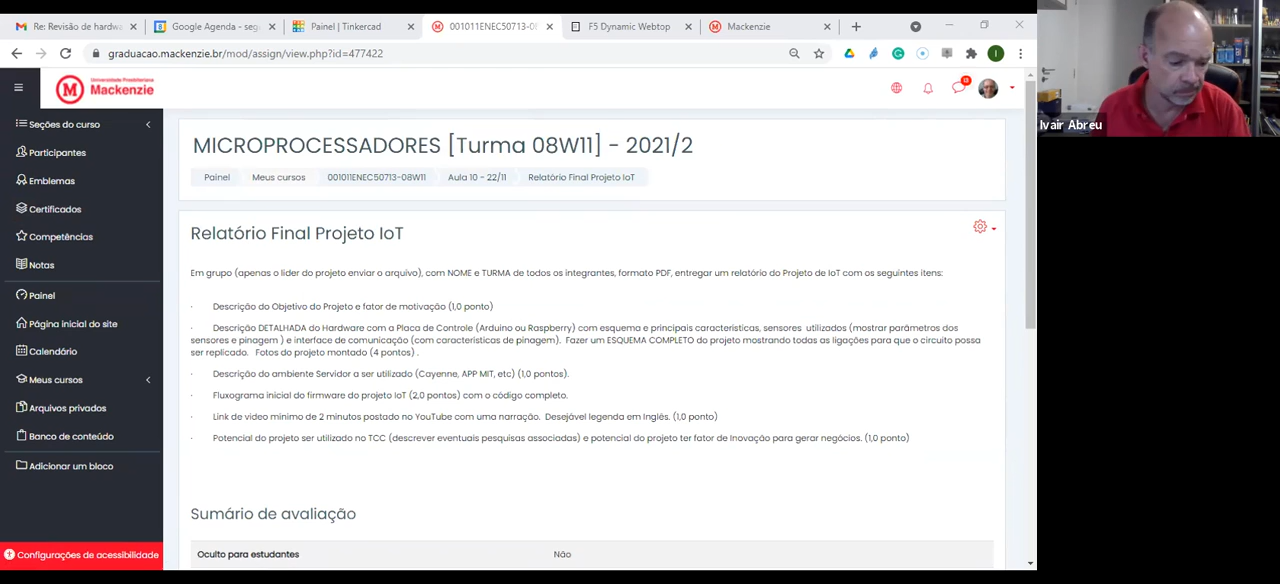 Re: Revisão de hardwa
Google Agenda - seg
Painel | Tinkercad
001011ENEC50713-08
F5 Dynamic Webtop
Mackenzie
graduacao.mackenzie.br/mod/assign/view.php?id=477422
Universidade Presbiteriana
Mackenzie
Ivair Abreu
Seções do curso
Participantes
Emblemas
Certificados
Competências
Notas
Painel
Página inicial do site
Calendário
Meus cursos
Arquivos privados
Banco de conteúdo
Adicionar um bloco
Configurações de acessibilidade
MICROPROCESSADORES [Turma 08W11] - 2021/2
Painel Meus cursos 001011ENEC50713-08W11 Aula 10 - 22/11 Relatório Final Projeto IoT
Relatório Final Projeto IoT
Em grupo (apenas o lider do projeto enviar o arquivo), com NOME e TURMA de todos os integrantes, formato PDF, entregar um relatório do Projeto de IoT com os seguintes itens:
· Descrição do Objetivo do Projeto e fator de motivação (1,0 ponto)
· Descrição DETALHADA do Hardware com a Placa de Controle (Arduino ou Raspberry) com esquema e principais características, sensores utilizados (mostrar parâmetros dos
sensores e pinagem ) e interface de comunicação (com características de pinagem). Fazer um ESQUEMA COMPLETO do projeto mostrando todas as ligações para que o circuito possa
ser replicado. Fotos do projeto montado (4 pontos) .
· Descrição do ambiente Servidor a ser utilizado (Cayenne, APP MIT, etc) (1,0 pontos).
· Fluxograma inicial do firmware do projeto IoT (2,0 pontos) com o código completo.
· Link de video minimo de 2 minutos postado no YouTube com uma narração. Desejável legenda em Inglês. (1,0 ponto)
· Potencial do projeto ser utilizado no TCC (descrever eventuais pesquisas associadas) e potencial do projeto ter fator de Inovação para gerar negócios. (1,0 ponto)
Sumário de avaliação
Oculto para estudantes Não